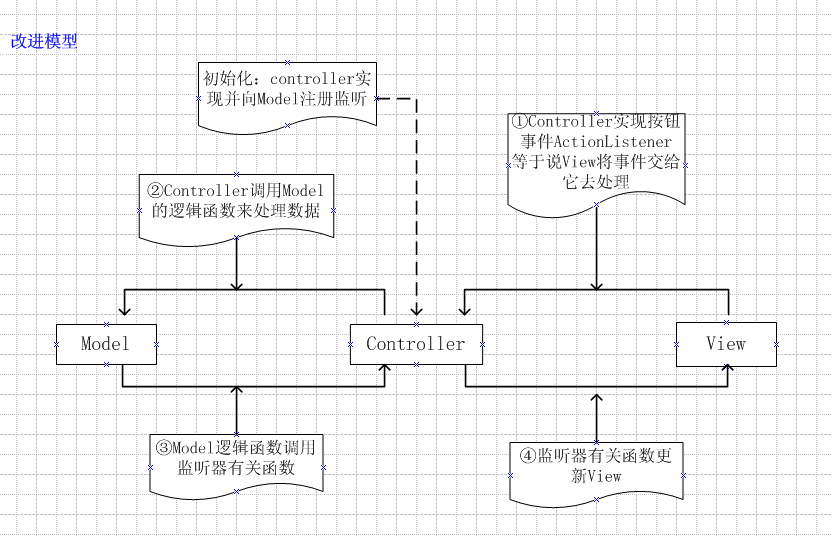 改进模型
初始化：controller实
现并向Model注册监听
①Controller实现按钮
事件ActionListener
等于说View将事件交给
它去处理
②Controller调用Model
的逻辑函数来处理数据
Model
Controller
View
③Model逻辑函数调用
监听器有关函数
④监听器有关函数更
新View